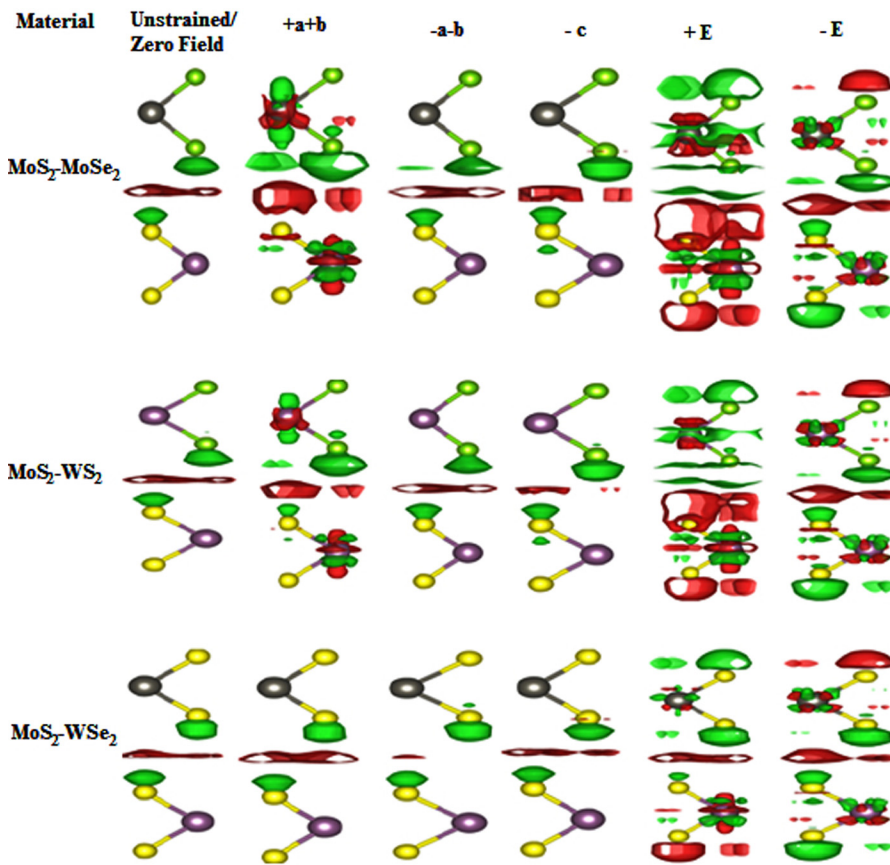 Material Unstrained/ +a+b -a-b - c + E - E
Zero Field
MoS2-MoSe2
MoS2-WS2
MoS2-WSe2